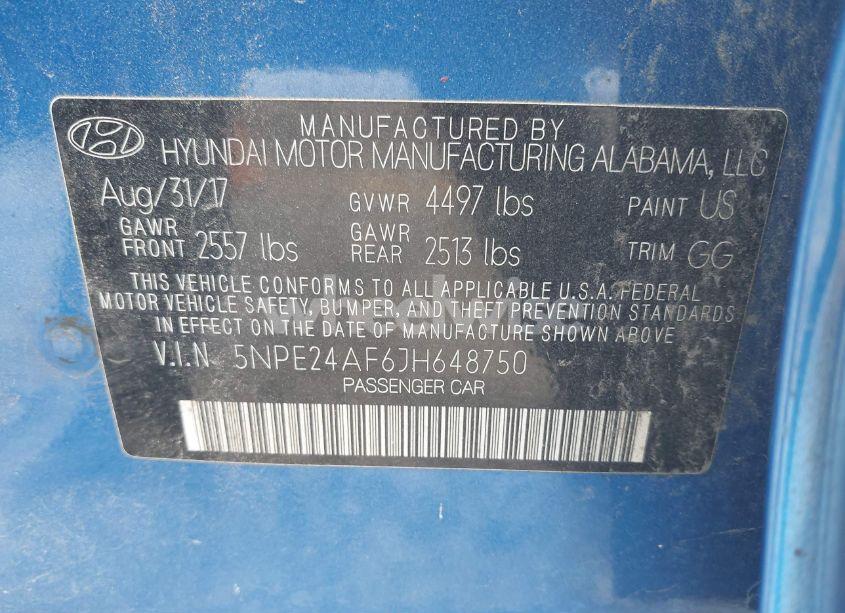 MANUFACTURED BY
HYUNDAI MOTOR MANUFACTURING ALABAMA, LLC
Aug/31/17 GVWR 4497 lbs PAINT US
GAWR FRONT 2557 lbs GAWR REAR 2513 lbs TRIM GG
THIS VEHICLE CONFORMS TO ALL APPLICABLE U.S.A. FEDERAL
MOTOR VEHICLE SAFETY, BUMPER, AND THEFT PREVENTION STANDARDS
IN EFFECT ON THE DATE OF MANUFACTURE SHOWN ABOVE.
V.I.N 5NPE24AF6JH648750
PASSENGER CAR